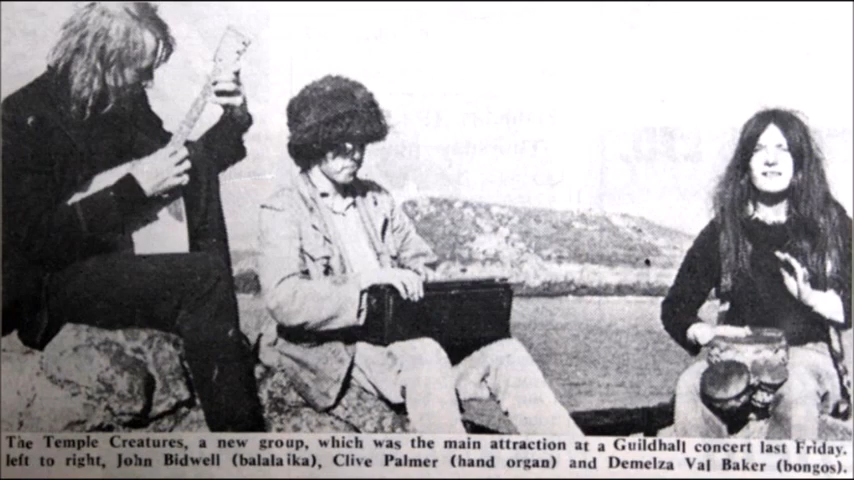 The Temple Creatures, a new group, which was the main attraction at a Guildhall concert last Friday.
left to right, John Bidwell (balalaika), Clive Palmer (hand organ) and Demelza Val Baker (bongos).